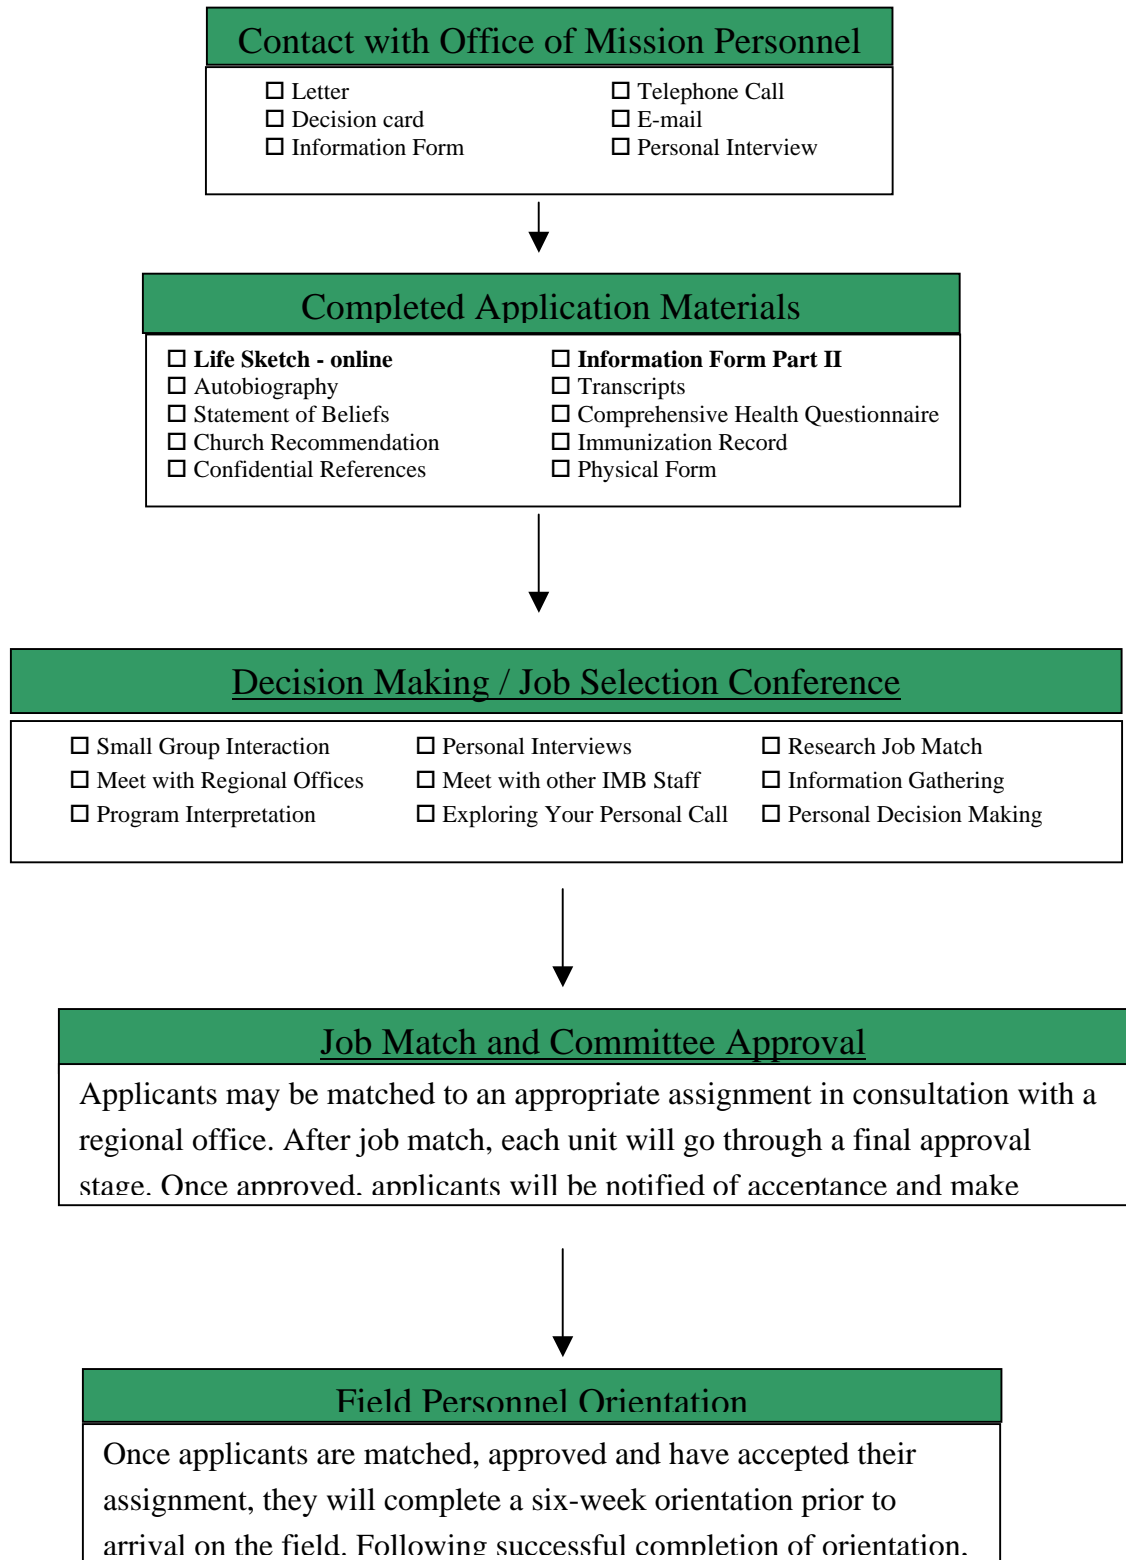 Contact with Office of Mission Personnel
☐ Letter
☐ Decision card
☐ Information Form
☐ Telephone Call
☐ E-mail
☐ Personal Interview
Completed Application Materials
☐ Life Sketch - online
☐ Autobiography
☐ Statement of Beliefs
☐ Church Recommendation
☐ Confidential References
☐ Information Form Part II
☐ Transcripts
☐ Comprehensive Health Questionnaire
☐ Immunization Record
☐ Physical Form
Decision Making / Job Selection Conference
☐ Small Group Interaction
☐ Meet with Regional Offices
☐ Program Interpretation
☐ Personal Interviews
☐ Meet with other IMB Staff
☐ Exploring Your Personal Call
☐ Research Job Match
☐ Information Gathering
☐ Personal Decision Making
Job Match and Committee Approval
Applicants may be matched to an appropriate assignment in consultation with a
regional office. After job match, each unit will go through a final approval
stage. Once approved, applicants will be notified of acceptance and make
Field Personnel Orientation
Once applicants are matched, approved and have accepted their
assignment, they will complete a six-week orientation prior to
arrival on the field. Following successful completion of orientation,